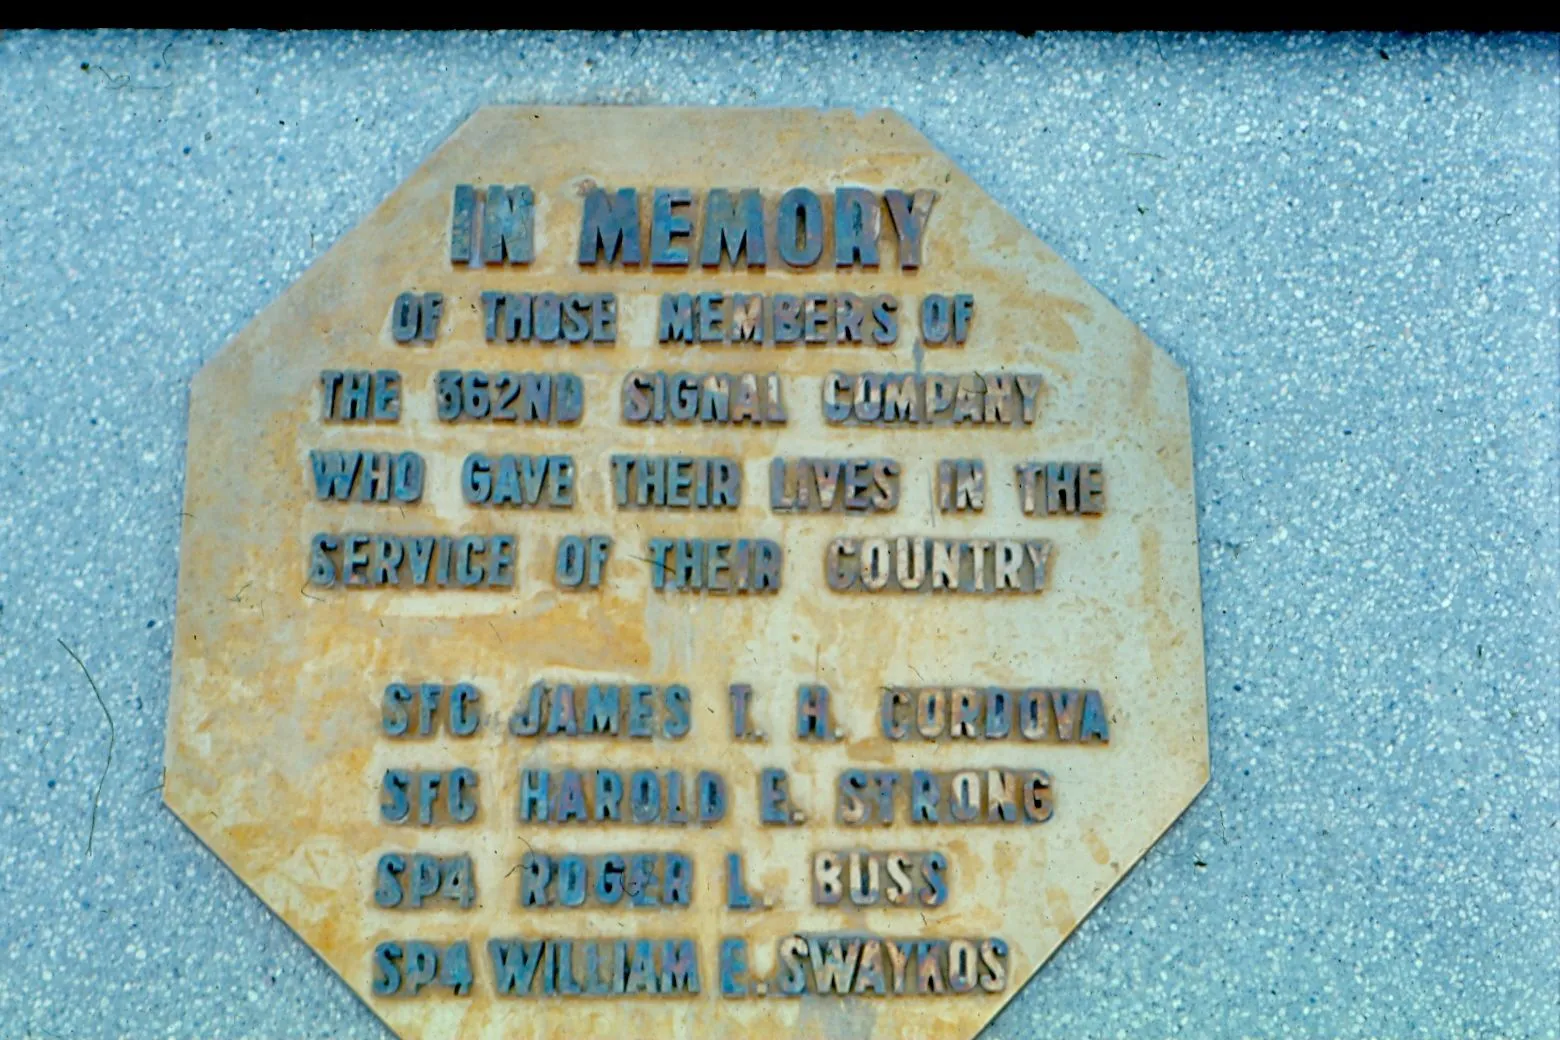 IN MEMORY
OF THOSE MEMBERS OF
THE 362ND SIGNAL COMPANY
WHO GAVE THEIR LIVES IN THE
SERVICE OF THEIR COUNTRY
SFC JAMES T. H. CORDOVA
SFC HAROLD E. STRONG
SP4 ROGER L. BUSS
SP4 WILLIAM E. SWAYKOS